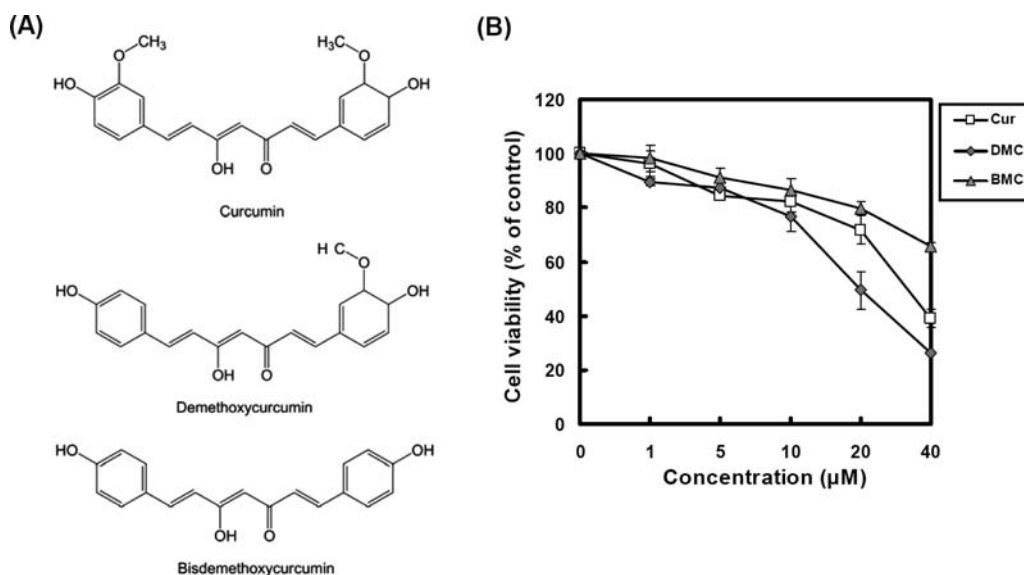 (A)
CH3
H3C
O
O
HO
OH
OH
O
Curcumin
H C
O
HO
OH
OH
O
Demethoxycurcumin
HO
OH
OH
O
Bisdemethoxycurcumin
(B)
120
100
80
60
40
20
0
Cell viability (% of control)
0 1 5 10 20 40
Concentration (µM)
Cur
DMC
BMC